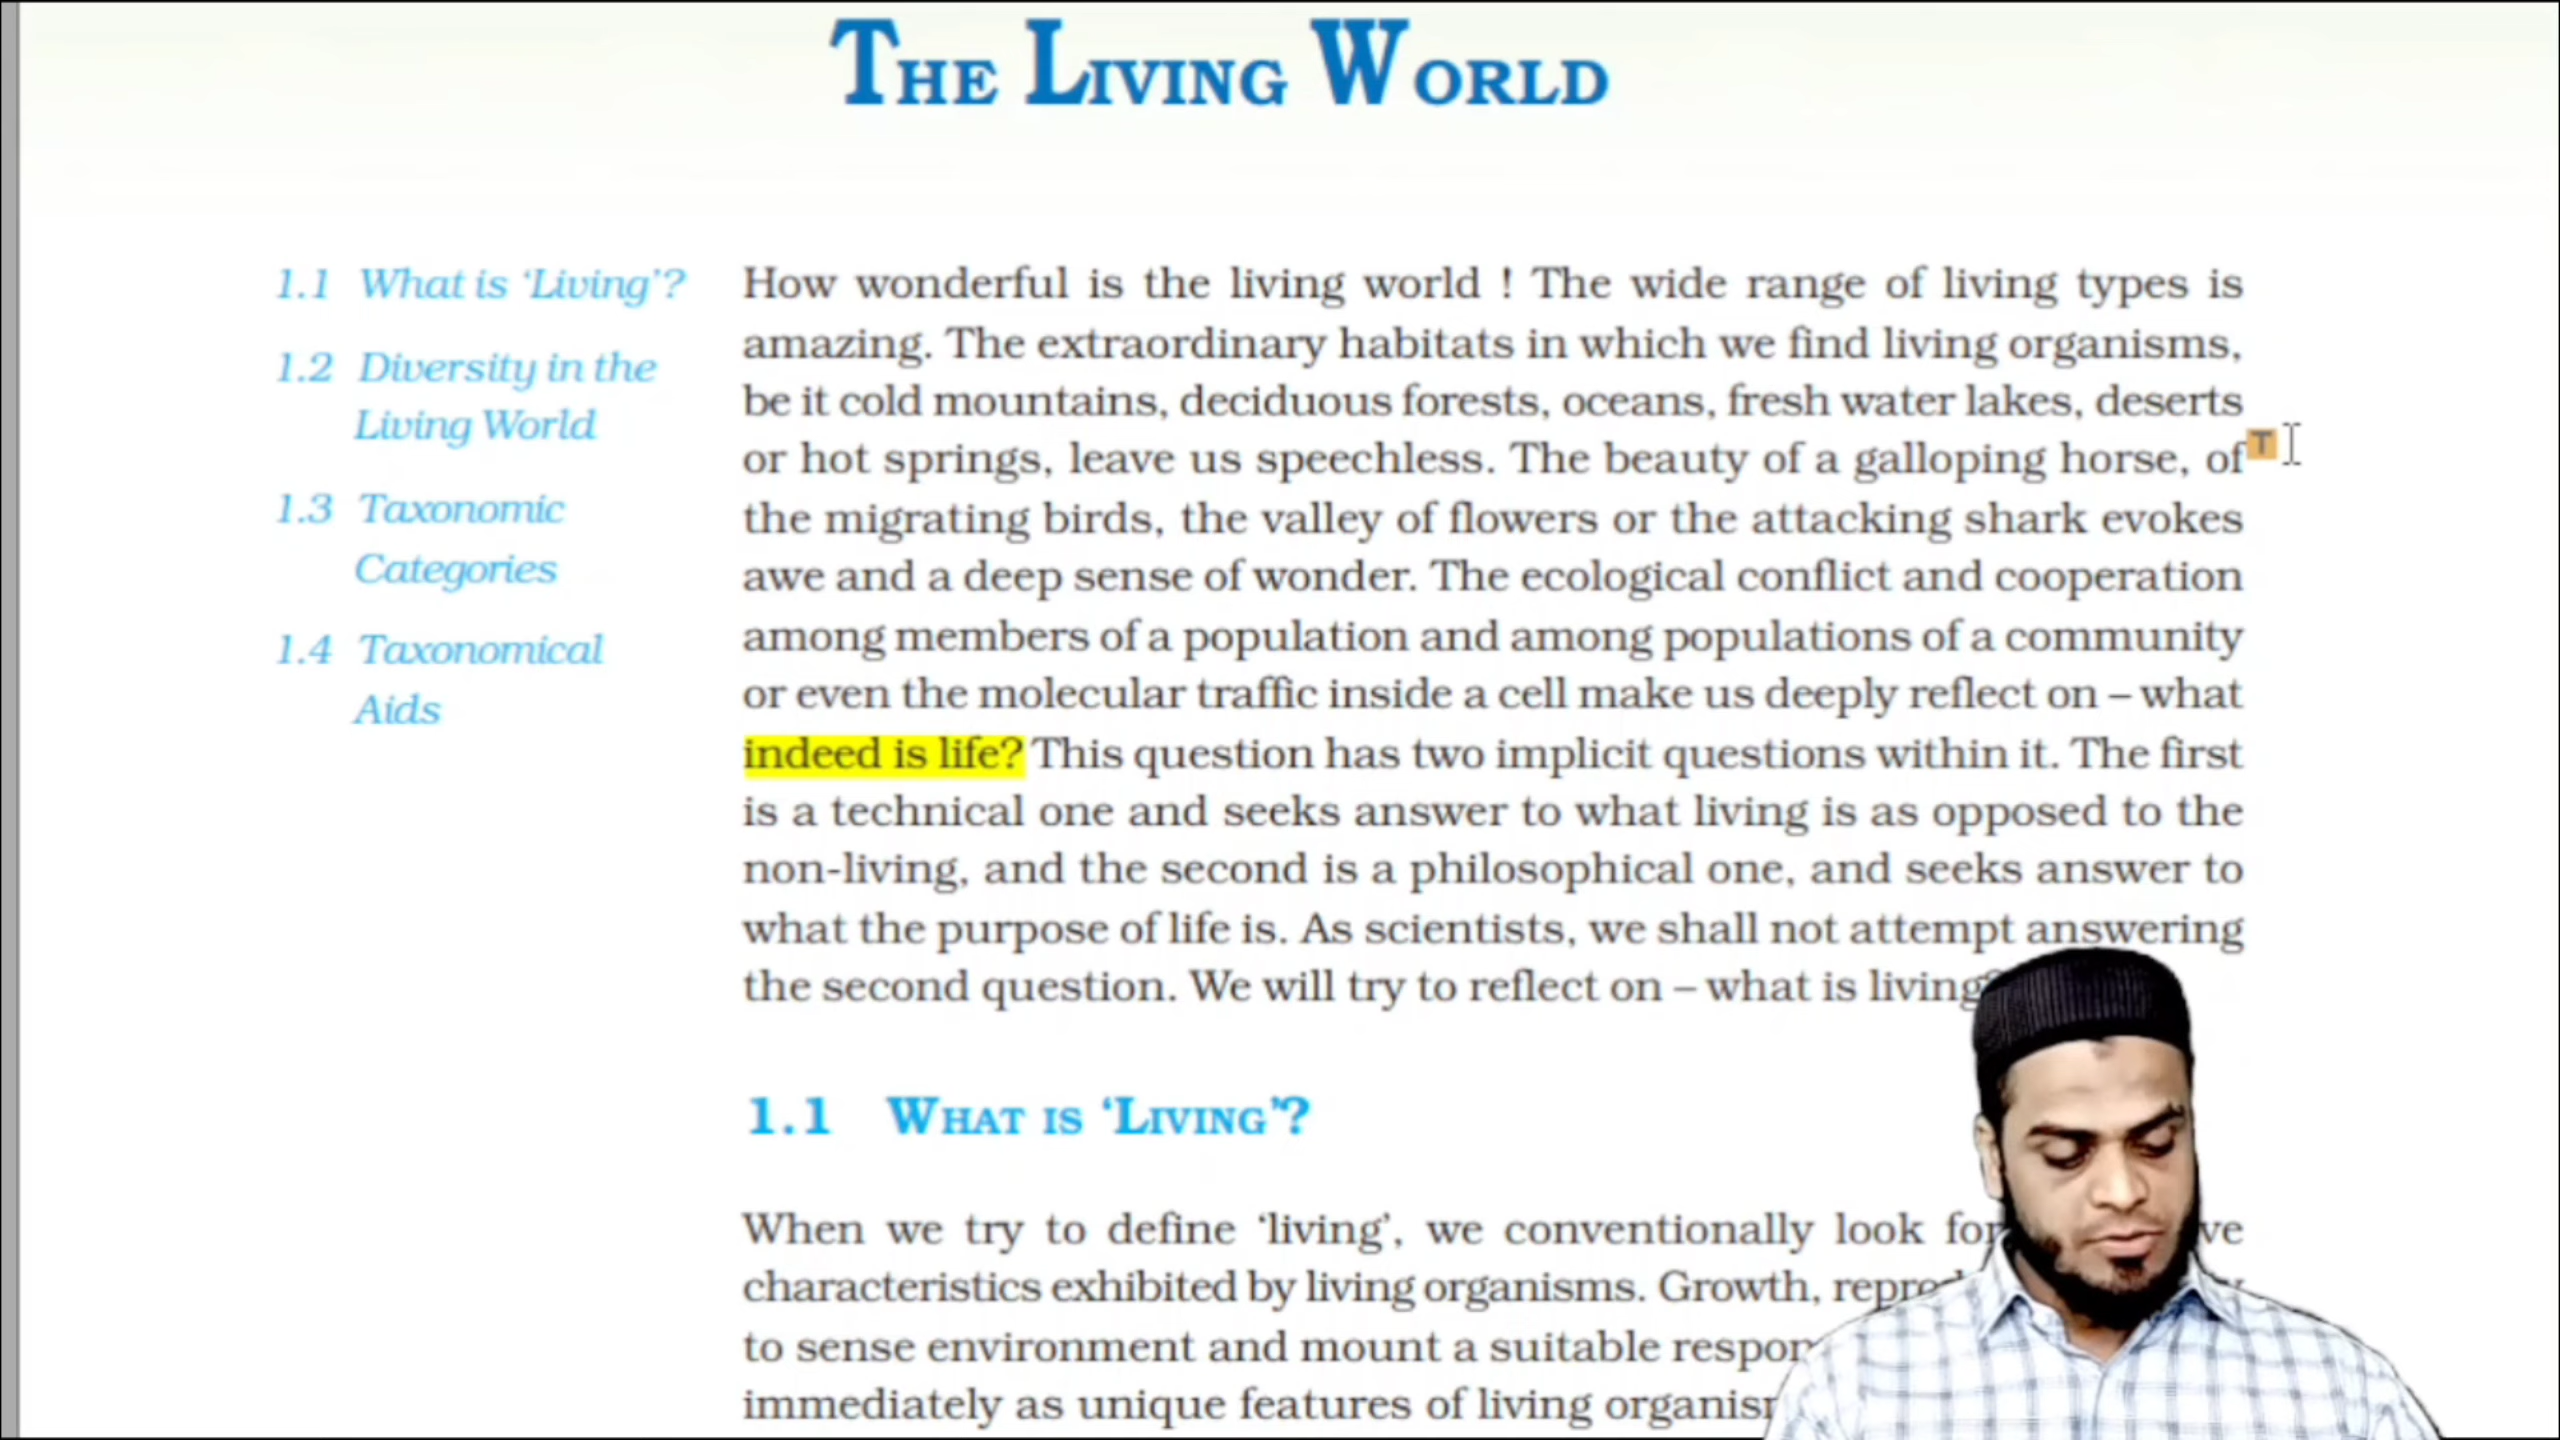 THE LIVING WORLD
1.1 What is ‘Living’?
1.2 Diversity in the
Living World
1.3 Taxonomic
Categories
1.4 Taxonomical
Aids
How wonderful is the living world ! The wide range of living types is
amazing. The extraordinary habitats in which we find living organisms,
be it cold mountains, deciduous forests, oceans, fresh water lakes, deserts
or hot springs, leave us speechless. The beauty of a galloping horse, of
T
the migrating birds, the valley of flowers or the attacking shark evokes
awe and a deep sense of wonder. The ecological conflict and cooperation
among members of a population and among populations of a community
or even the molecular traffic inside a cell make us deeply reflect on – what
indeed is life? This question has two implicit questions within it. The first
is a technical one and seeks answer to what living is as opposed to the
non-living, and the second is a philosophical one, and seeks answer to
what the purpose of life is. As scientists, we shall not attempt answering
the second question. We will try to reflect on – what is living?
1.1 WHAT IS ‘LIVING’?
When we try to define ‘living’, we conventionally look for
characteristics exhibited by living organisms. Growth,
to sense environment and mount a suitable
immediately as unique features of living